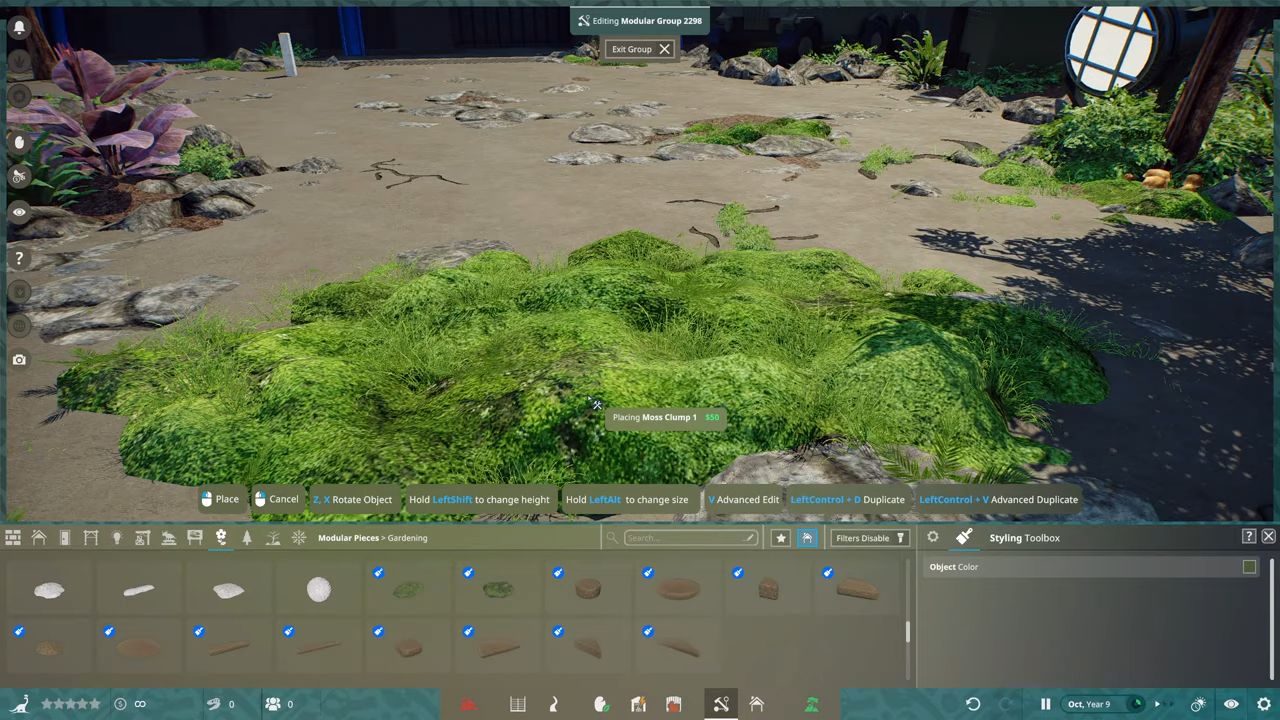 Editing Modular Group 2298
Exit Group
Placing Moss Clump 1 $50
Place
Cancel
Z, X Rotate Object
Hold LeftShift to change height
Hold LeftAlt to change size
V Advanced Edit
LeftControl + D Duplicate
LeftControl + V Advanced Duplicate
Modular Pieces > Gardening
Search...
Filters Disable
Styling Toolbox
?
Object Color
?
0
0
Oct, Year 9